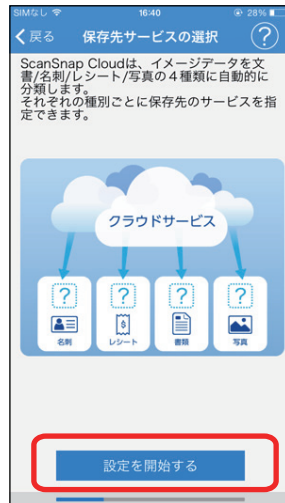 SIMなし 16:40 28%
戻る 保存先サービスの選択 ?
ScanSnap Cloudは、イメージデータを文
書/名刺/レシート/写真の４種類に自動的に
分類します。
それぞれの種別ごとに保存先のサービスを指
定できます。
クラウドサービス
? ? ? ?
$
名刺 レシート 書類 写真
設定を開始する